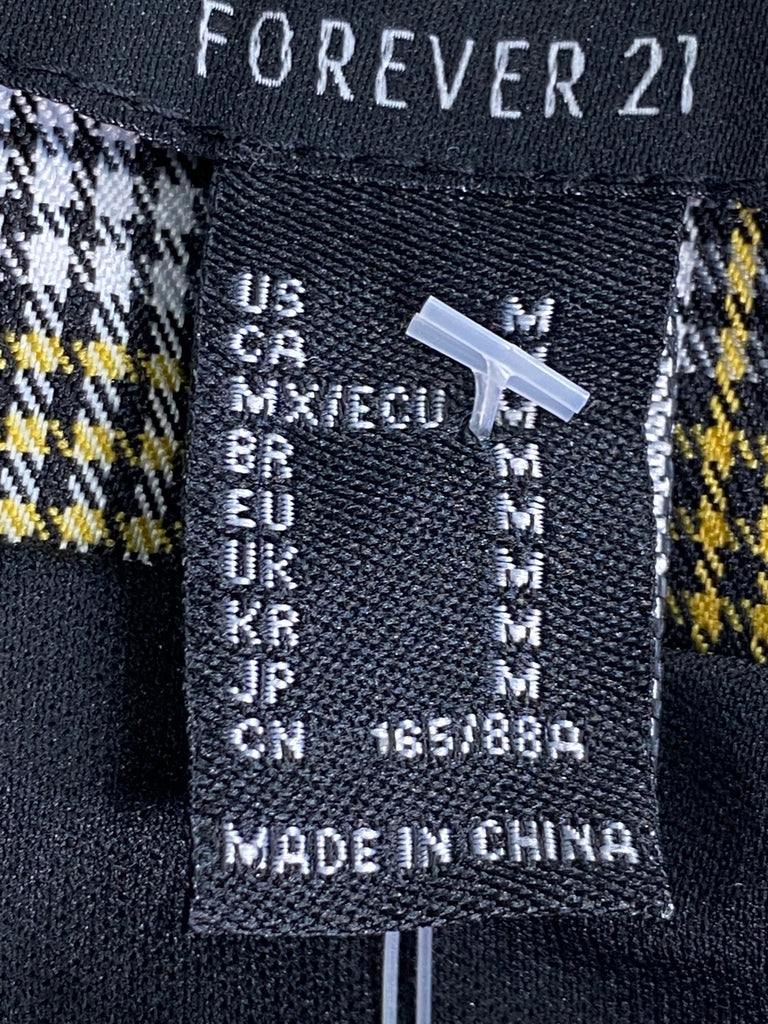 FOREVER 21
US M
CA
MX/ECU M
BR M
EU M
UK M
KR M
JP M
CN 165/88A
MADE IN CHINA